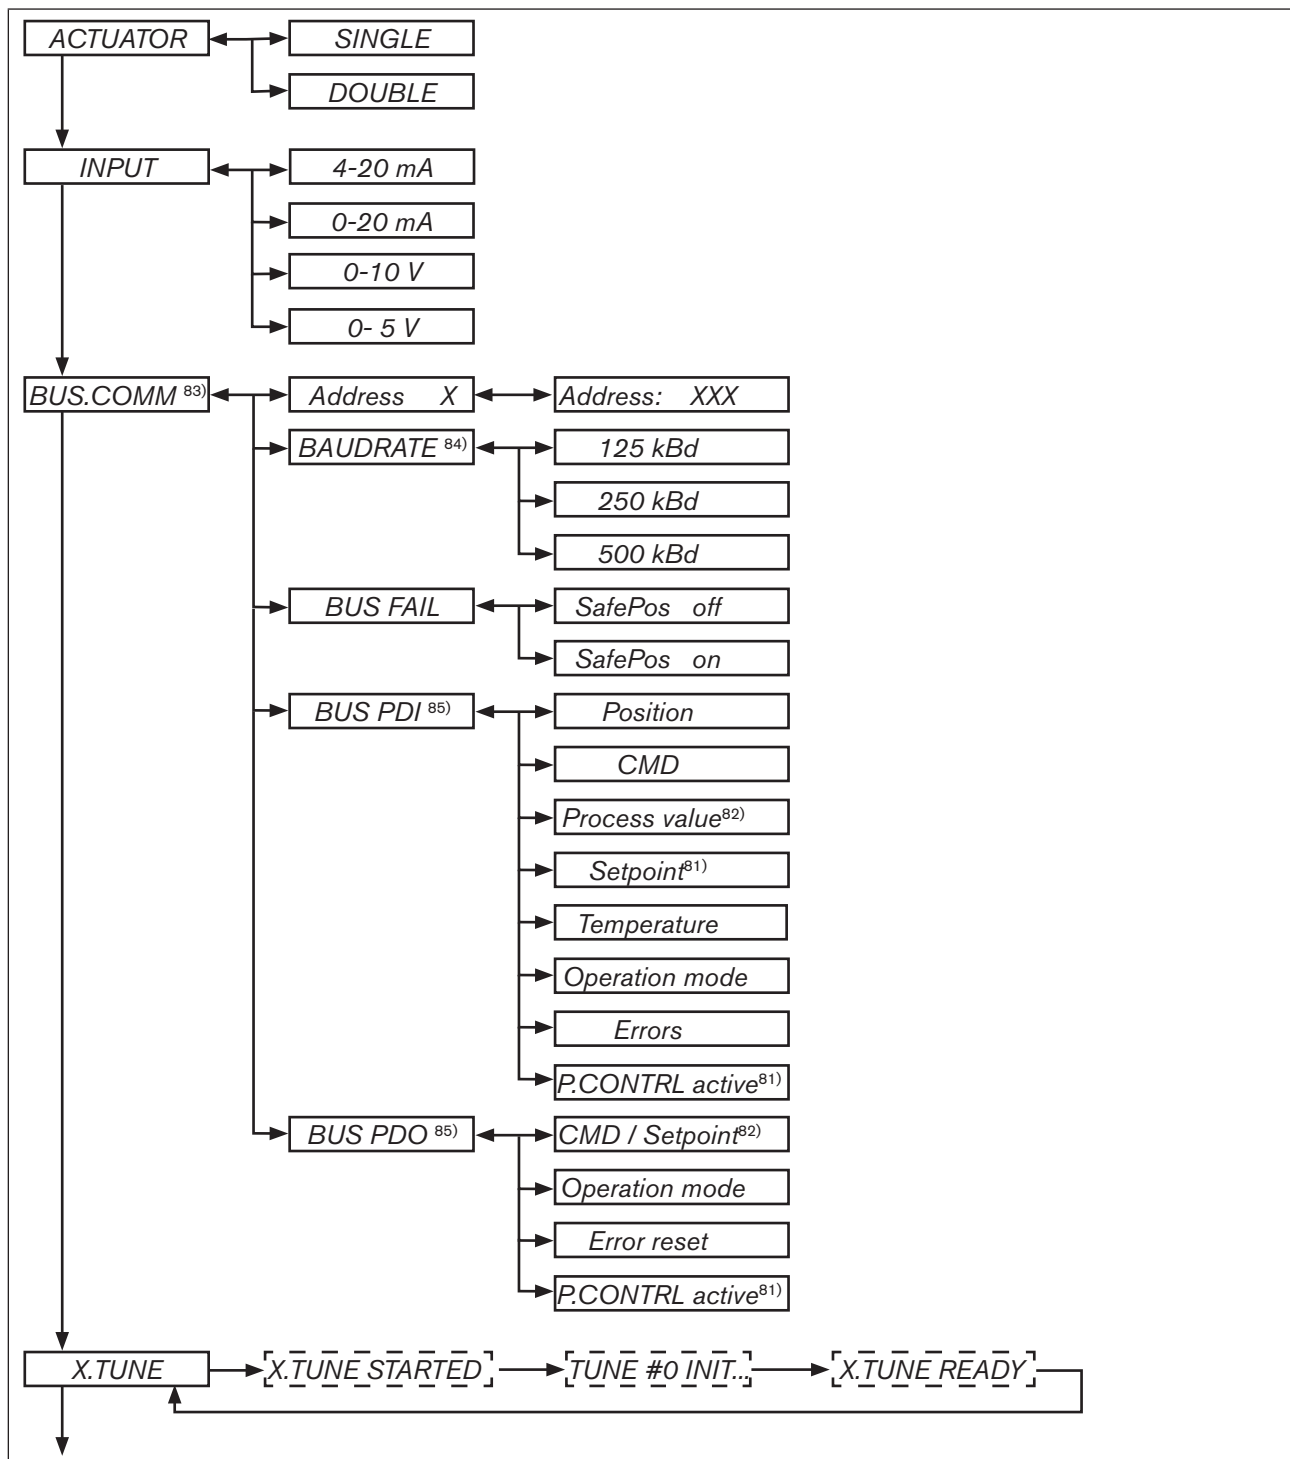 ACTUATOR SINGLE
DOUBLE
INPUT 4-20 mA
0-20 mA
0-10 V
0- 5 V
BUS.COMM 83) Address X Address: XXX
BAUDRATE 84) 125 kBd
250 kBd
500 kBd
BUS FAIL SafePos off
SafePos on
BUS PDI 85) Position
CMD
Process value82)
Setpoint81)
Temperature
Operation mode
Errors
P.CONTRL active81)
BUS PDO 85) CMD / Setpoint82)
Operation mode
Error reset
P.CONTRL active81)
X.TUNE X.TUNE STARTED TUNE #0 INIT... X.TUNE READY